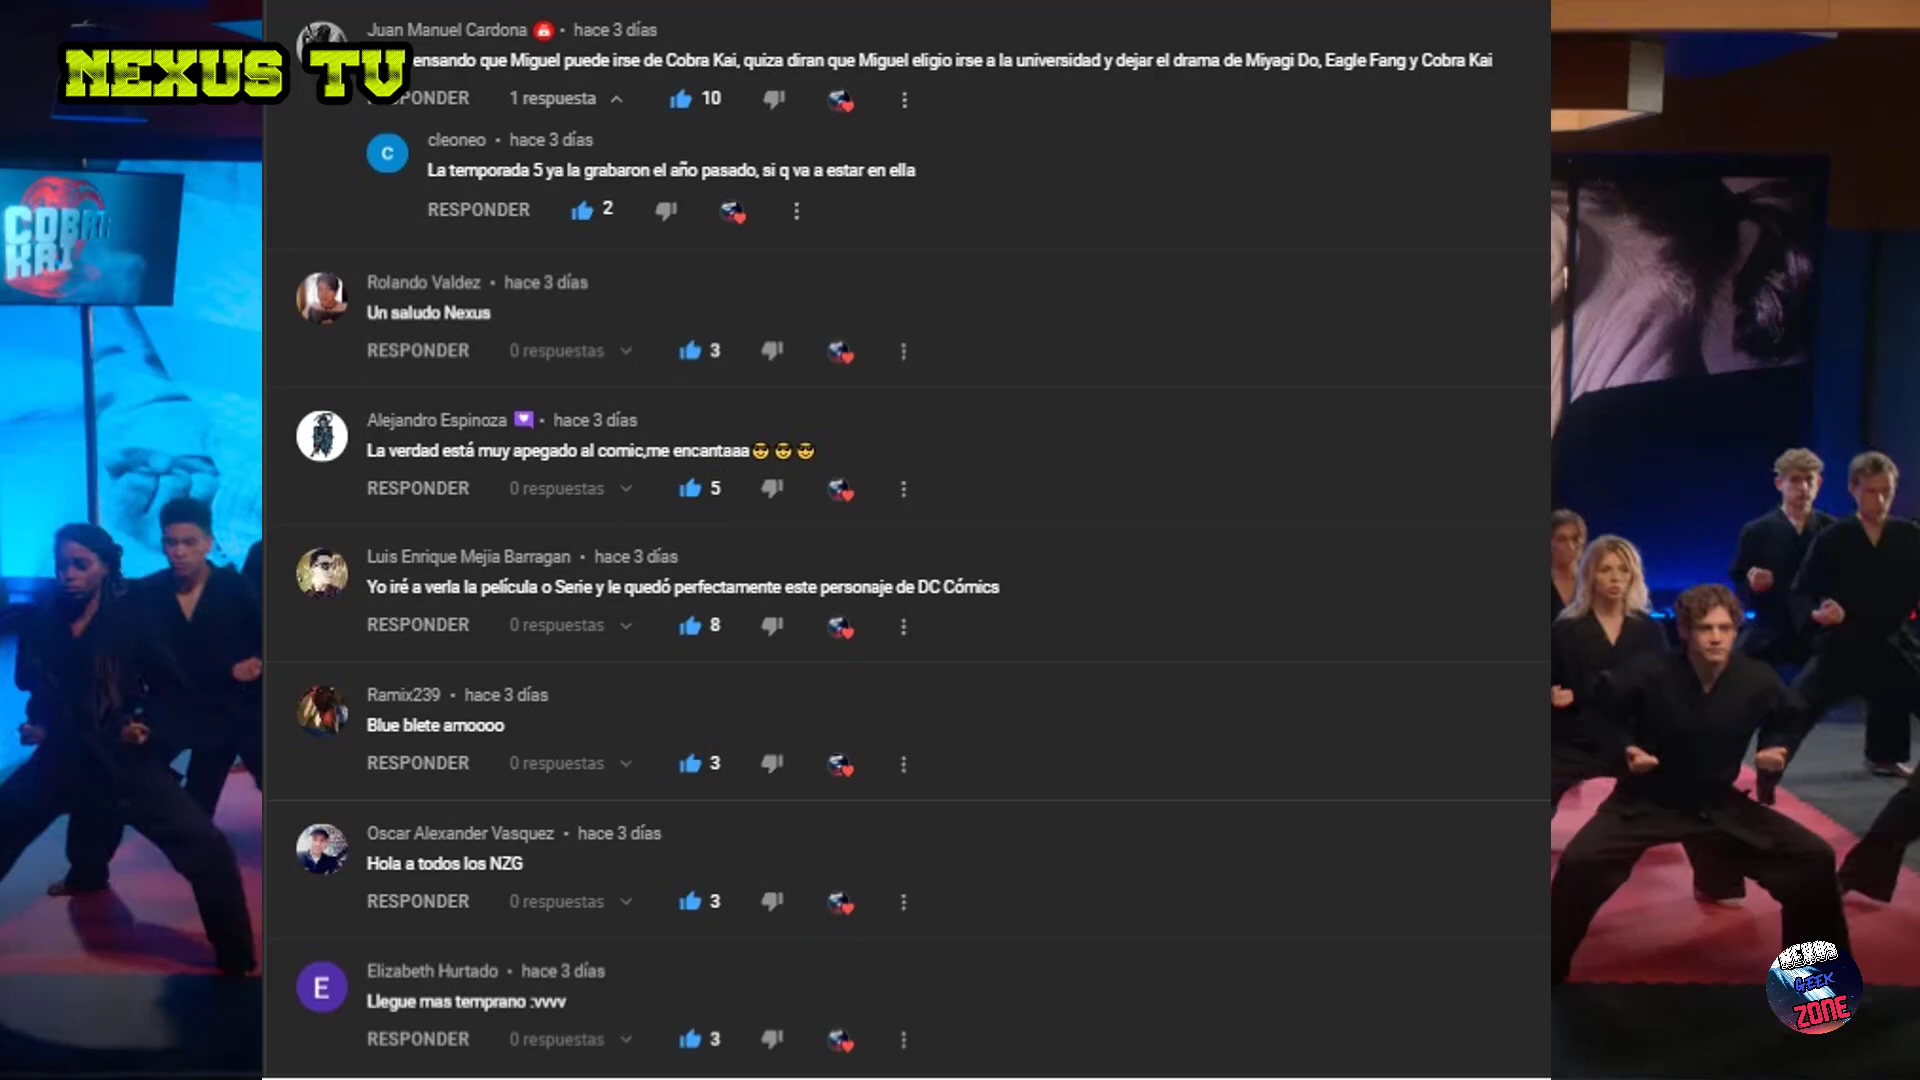 NEXUS TV
Juan Manuel Cardona • hace 3 días
ensando que Miguel puede irse de Cobra Kai, quiza diran que Miguel eligio irse a la universidad y dejar el drama de Miyagi Do, Eagle Fang y Cobra Kai
PONDER 1 respuesta 10
C
cleoneo • hace 3 días
La temporada 5 ya la grabaron el año pasado, si q va a estar en ella
RESPONDER 2
COBRA
KAI
Rolando Valdez • hace 3 días
Un saludo Nexus
RESPONDER 0 respuestas 3
Alejandro Espinoza • hace 3 días
La verdad está muy apegado al comic,me encantaaa😎😎😎
RESPONDER 0 respuestas 5
Luis Enrique Mejia Barragan • hace 3 días
Yo iré a verla la película o Serie y le quedó perfectamente este personaje de DC Cómics
RESPONDER 0 respuestas 8
Ramix239 • hace 3 días
Blue blete amoooo
RESPONDER 0 respuestas 3
Oscar Alexander Vasquez • hace 3 días
Hola a todos los NZG
RESPONDER 0 respuestas 3
E
Elizabeth Hurtado • hace 3 días
Llegue mas temprano :vvvv
RESPONDER 0 respuestas 3
NEXUS
GEEK
ZONE